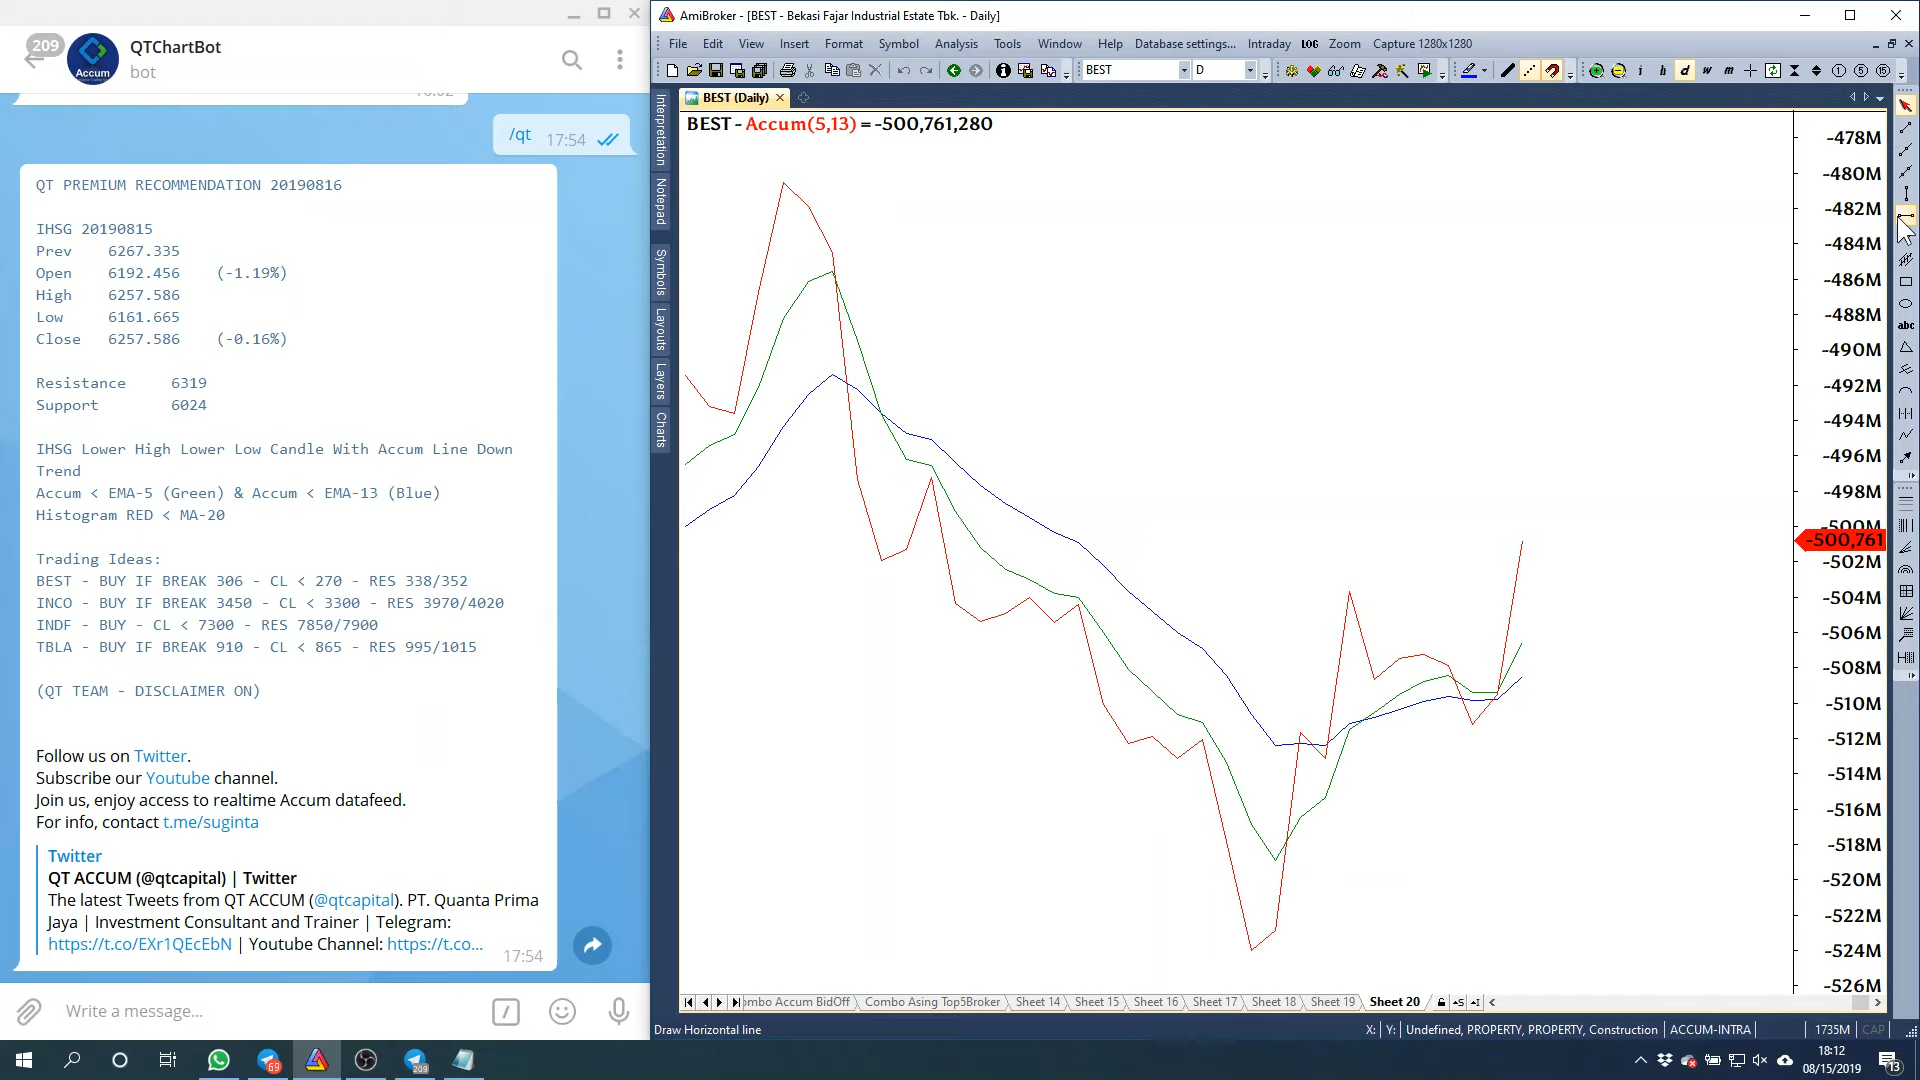 209
Accum
QTChartBot
bot
/qt
17:54
QT PREMIUM RECOMMENDATION 20190816
IHSG 20190815
Prev 6267.335
Open 6192.456 (-1.19%)
High 6257.586
Low 6161.665
Close 6257.586 (-0.16%)
Resistance 6319
Support 6024
IHSG Lower High Lower Low Candle With Accum Line Down
Trend
Accum < EMA-5 (Green) & Accum < EMA-13 (Blue)
Histogram RED < MA-20
Trading Ideas:
BEST - BUY IF BREAK 306 - CL < 270 - RES 338/352
INCO - BUY IF BREAK 3450 - CL < 3300 - RES 3970/4020
INDF - BUY - CL < 7300 - RES 7850/7900
TBLA - BUY IF BREAK 910 - CL < 865 - RES 995/1015
(QT TEAM - DISCLAIMER ON)
Follow us on Twitter.
Subscribe our Youtube channel.
Join us, enjoy access to realtime Accum datafeed.
For info, contact t.me/suginta
Twitter
QT ACCUM (@qtcapital) | Twitter
The latest Tweets from QT ACCUM (@qtcapital). PT. Quanta Prima
Jaya | Investment Consultant and Trainer | Telegram:
https://t.co/EXr1QEcEbN | Youtube Channel: https://t.co...
17:54
Write a message...
AmiBroker - [BEST - Bekasi Fajar Industrial Estate Tbk. - Daily]
File Edit View Insert Format Symbol Analysis Tools Window Help Database settings... Intraday LOG Zoom Capture 1280x1280
BEST D
i h d w m
1 5 15
BEST (Daily)
Interpretation
Notepad
Symbols
Layouts
Layers
Charts
BEST - Accum(5,13) = -500,761,280
-478M
-480M
-482M
-484M
-486M
-488M
-490M
-492M
-494M
-496M
-498M
-500M
-500,761
-502M
-504M
-506M
-508M
-510M
-512M
-514M
-516M
-518M
-520M
-522M
-524M
-526M
abc
ombo Accum BidOff Combo Asing Top5Broker Sheet 14 Sheet 15 Sheet 16 Sheet 17 Sheet 18 Sheet 19 Sheet 20
Draw Horizontal line
X: Y: Undefined, PROPERTY, PROPERTY, Construction ACCUM-INTRA 1735M CAP
69
209
18:12
08/15/2019
13